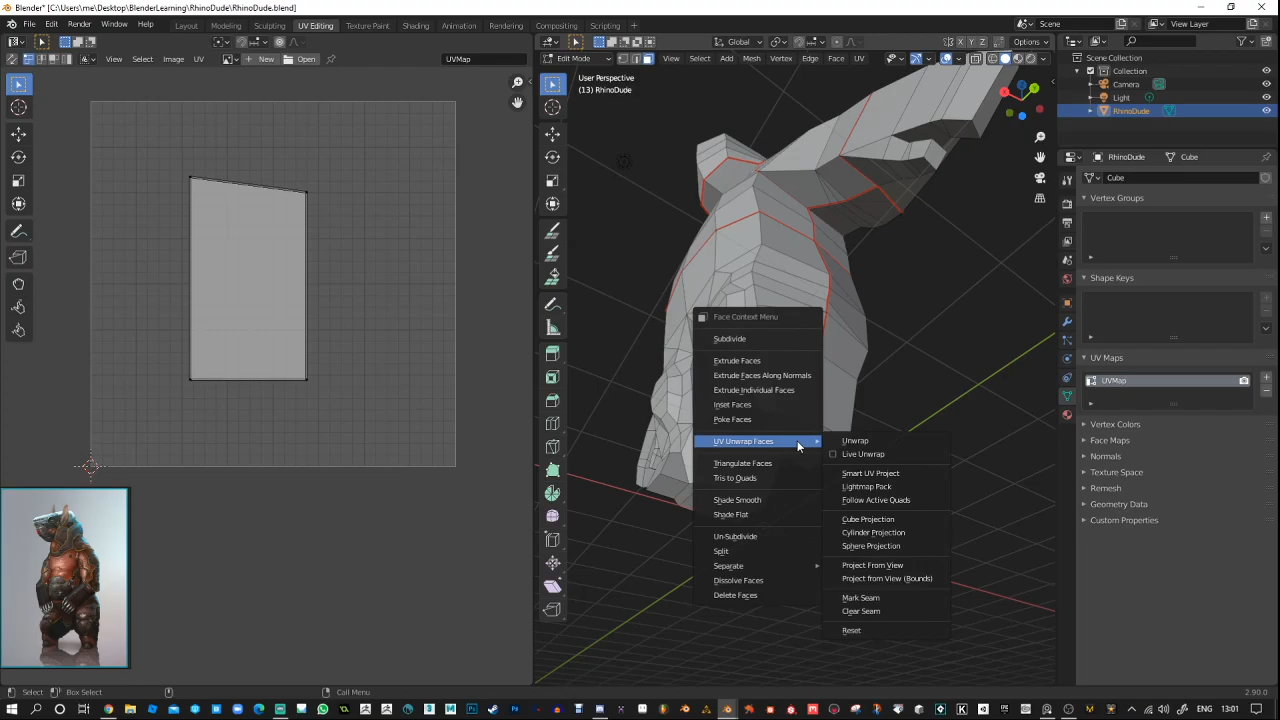 Blender* [C:\Users\me\Desktop\BlenderLearning\RhinoDude\RhinoDude.blend]
File Edit Render Window Help Layout Modeling Sculpting UV Editing Texture Paint Shading Animation Rendering Compositing Scripting + Scene View Layer
New Open UVMap
View Select Image UV
Global Options
Edit Mode View Select Add Mesh Vertex Edge Face UV
User Perspective
(13) RhinoDude
X Y Z
Scene Collection
Collection
Camera
Light
RhinoDude
RhinoDude Cube
Cube
Vertex Groups
Shape Keys
UV Maps
UVMap
Vertex Colors
Face Maps
Normals
Texture Space
Remesh
Geometry Data
Custom Properties
Face Context Menu
Subdivide
Extrude Faces
Extrude Faces Along Normals
Extrude Individual Faces
Inset Faces
Poke Faces
UV Unwrap Faces
Triangulate Faces
Tris to Quads
Shade Smooth
Shade Flat
Un-Subdivide
Split
Separate
Dissolve Faces
Delete Faces
Unwrap
Live Unwrap
Smart UV Project
Lightmap Pack
Follow Active Quads
Cube Projection
Cylinder Projection
Sphere Projection
Project From View
Project from View (Bounds)
Mark Seam
Clear Seam
Reset
Select Box Select Call Menu 2.90.0
ENG 13:01